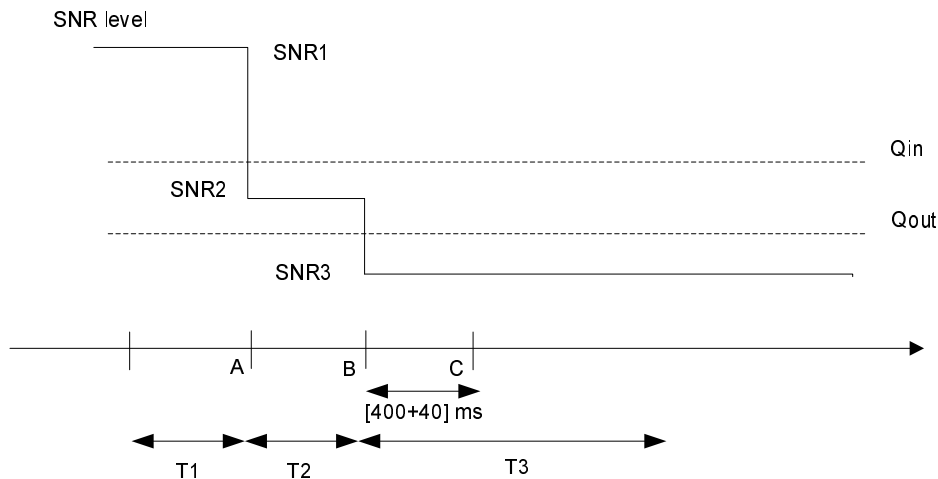 SNR level
SNR1
Qin
SNR2
Qout
SNR3
A
B
C
[400+40] ms
T1
T2
T3